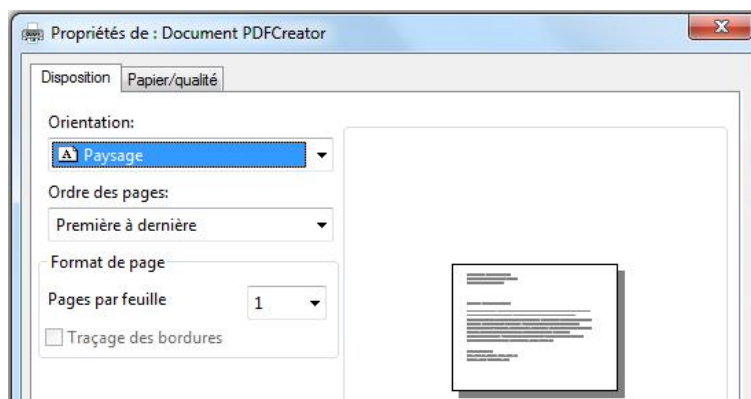 Propriétés de : Document PDFCreator
Disposition
Papier/qualité
Orientation:
A Paysage
Ordre des pages:
Première à dernière
Format de page
Pages par feuille
1
Traçage des bordures